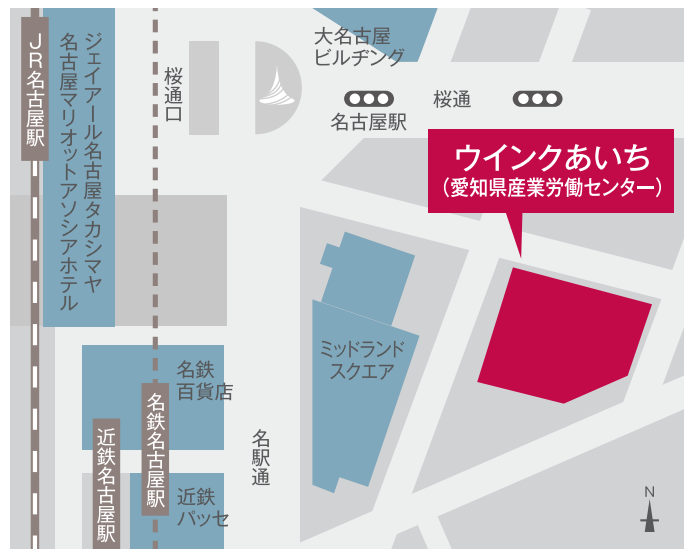 大名古屋
ビルヂング
JR名古屋駅
ジェイアール名古屋タカシマヤ
名古屋マリオットアソシアホテル
桜通口
名古屋駅
桜通
ウインクあいち
（愛知県産業労働センター）
ミッドランド
スクエア
名鉄
百貨店
名鉄名古屋駅
近鉄名古屋駅
名駅通
近鉄
パッセ
N